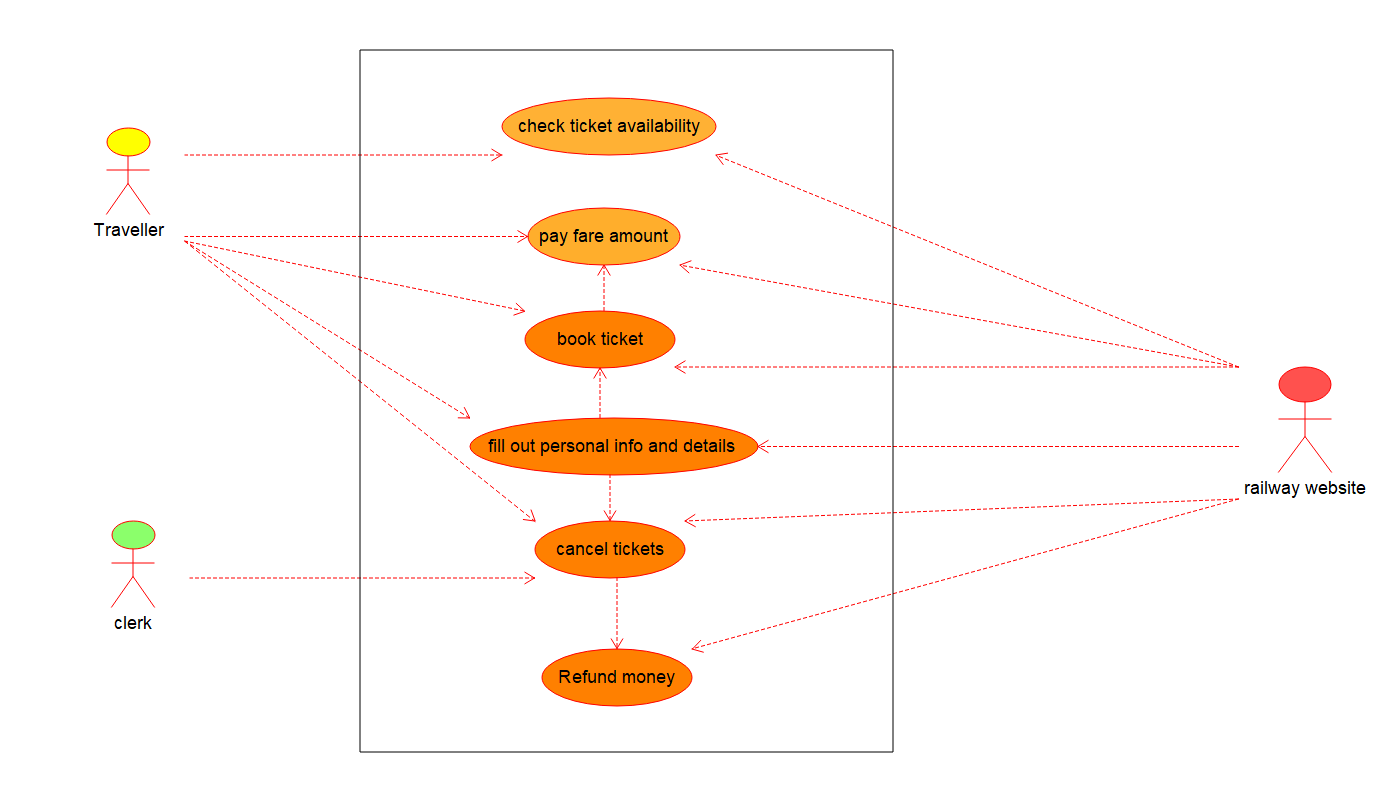 check ticket availability
Traveller
pay fare amount
book ticket
fill out personal info and details
railway website
cancel tickets
clerk
Refund money